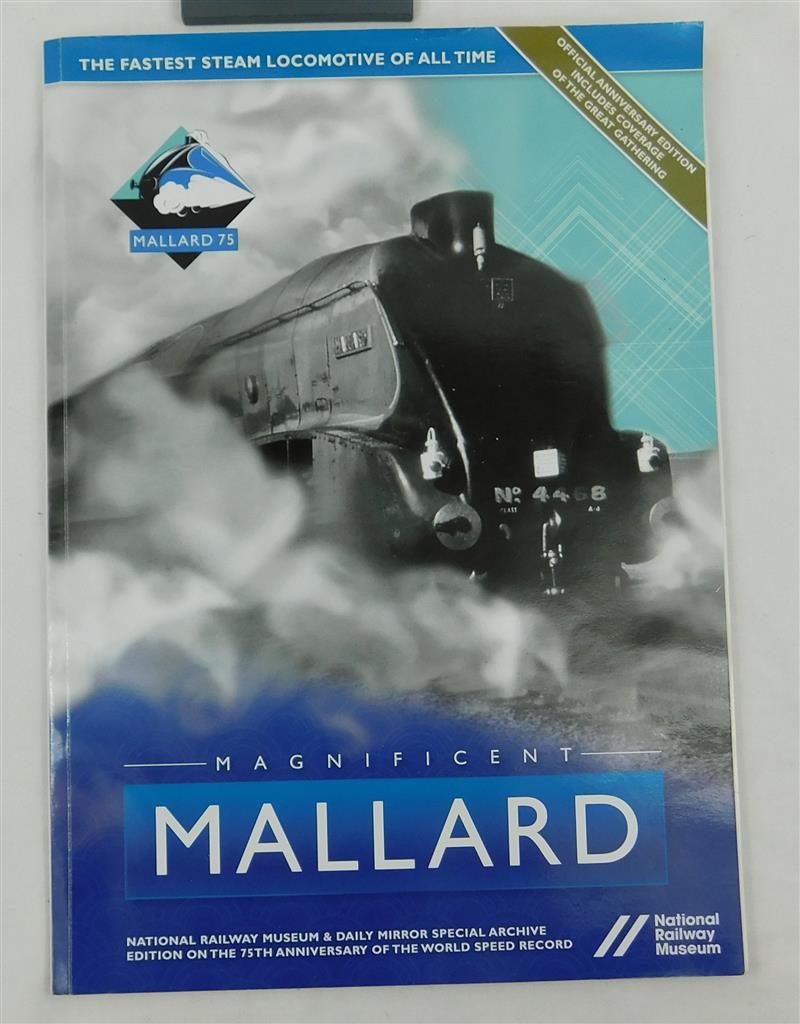 THE FASTEST STEAM LOCOMOTIVE OF ALL TIME
OFFICIAL ANNIVERSARY EDITION
INCLUDES COVERAGE
OF THE GREAT GATHERING
MALLARD 75
Nº 4468
CLASS A-4
MAGNIFICENT
MALLARD
NATIONAL RAILWAY MUSEUM & DAILY MIRROR SPECIAL ARCHIVE
EDITION ON THE 75TH ANNIVERSARY OF THE WORLD SPEED RECORD
National
Railway
Museum